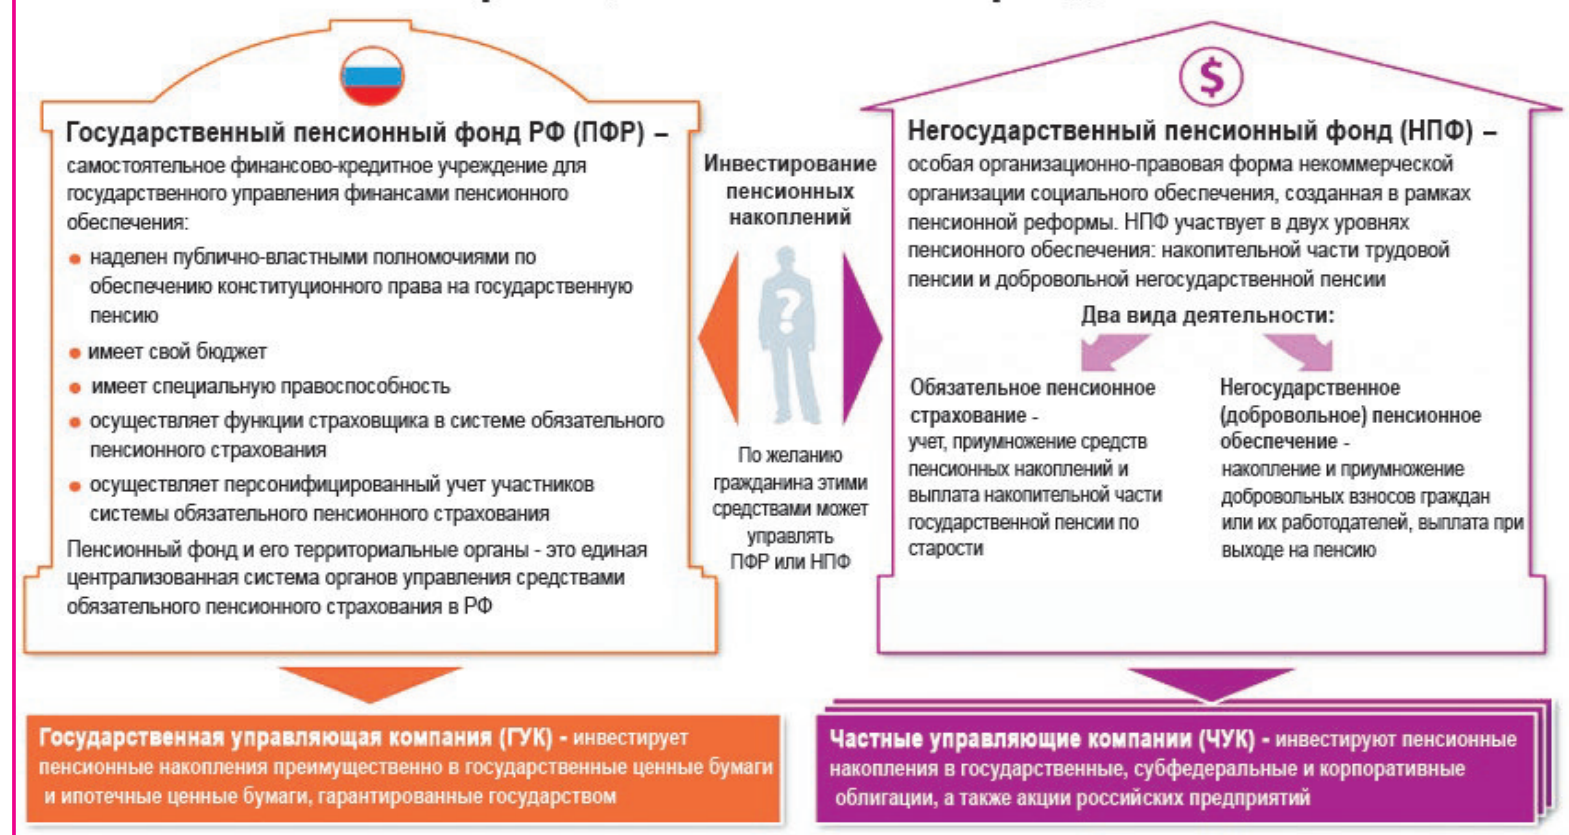 Государственный пенсионный фонд РФ (ПФР) –
самостоятельное финансово-кредитное учреждение для
государственного управления финансами пенсионного
обеспечения:
наделен публично-властными полномочиями по
обеспечению конституционного права на государственную
пенсию
имеет свой бюджет
имеет специальную правоспособность
осуществляет функции страховщика в системе обязательного
пенсионного страхования
осуществляет персонифицированный учет участников
системы обязательного пенсионного страхования
Пенсионный фонд и его территориальные органы - это единая
централизованная система органов управления средствами
обязательного пенсионного страхования в РФ
Инвестирование
пенсионных
накоплений
?
По желанию
гражданина этими
средствами может
управлять
ПФР или НПФ
$
Негосударственный пенсионный фонд (НПФ) –
особая организационно-правовая форма некоммерческой
организации социального обеспечения, созданная в рамках
пенсионной реформы. НПФ участвует в двух уровнях
пенсионного обеспечения: накопительной части трудовой
пенсии и добровольной негосударственной пенсии
Два вида деятельности:
Обязательное пенсионное
страхование -
учет, приумножение средств
пенсионных накоплений и
выплата накопительной части
государственной пенсии по
старости
Негосударственное
(добровольное) пенсионное
обеспечение -
накопление и приумножение
добровольных взносов граждан
или их работодателей, выплата при
выходе на пенсию
Государственная управляющая компания (ГУК) - инвестирует
пенсионные накопления преимущественно в государственные ценные бумаги
и ипотечные ценные бумаги, гарантированные государством
Частные управляющие компании (ЧУК) - инвестируют пенсионные
накопления в государственные, субфедеральные и корпоративные
облигации, а также акции российских предприятий